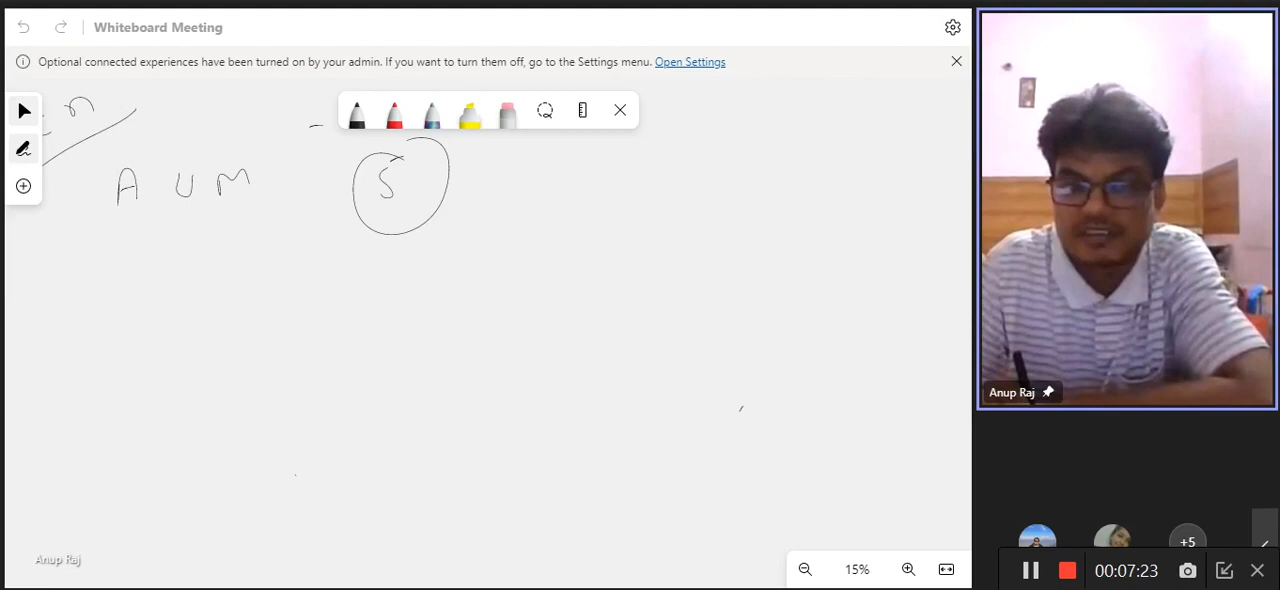 Whiteboard Meeting
Optional connected experiences have been turned on by your admin. If you want to turn them off, go to the Settings menu. Open Settings
n
A U M
S
Anup Raj
Anup Raj
+5
15%
00:07:23